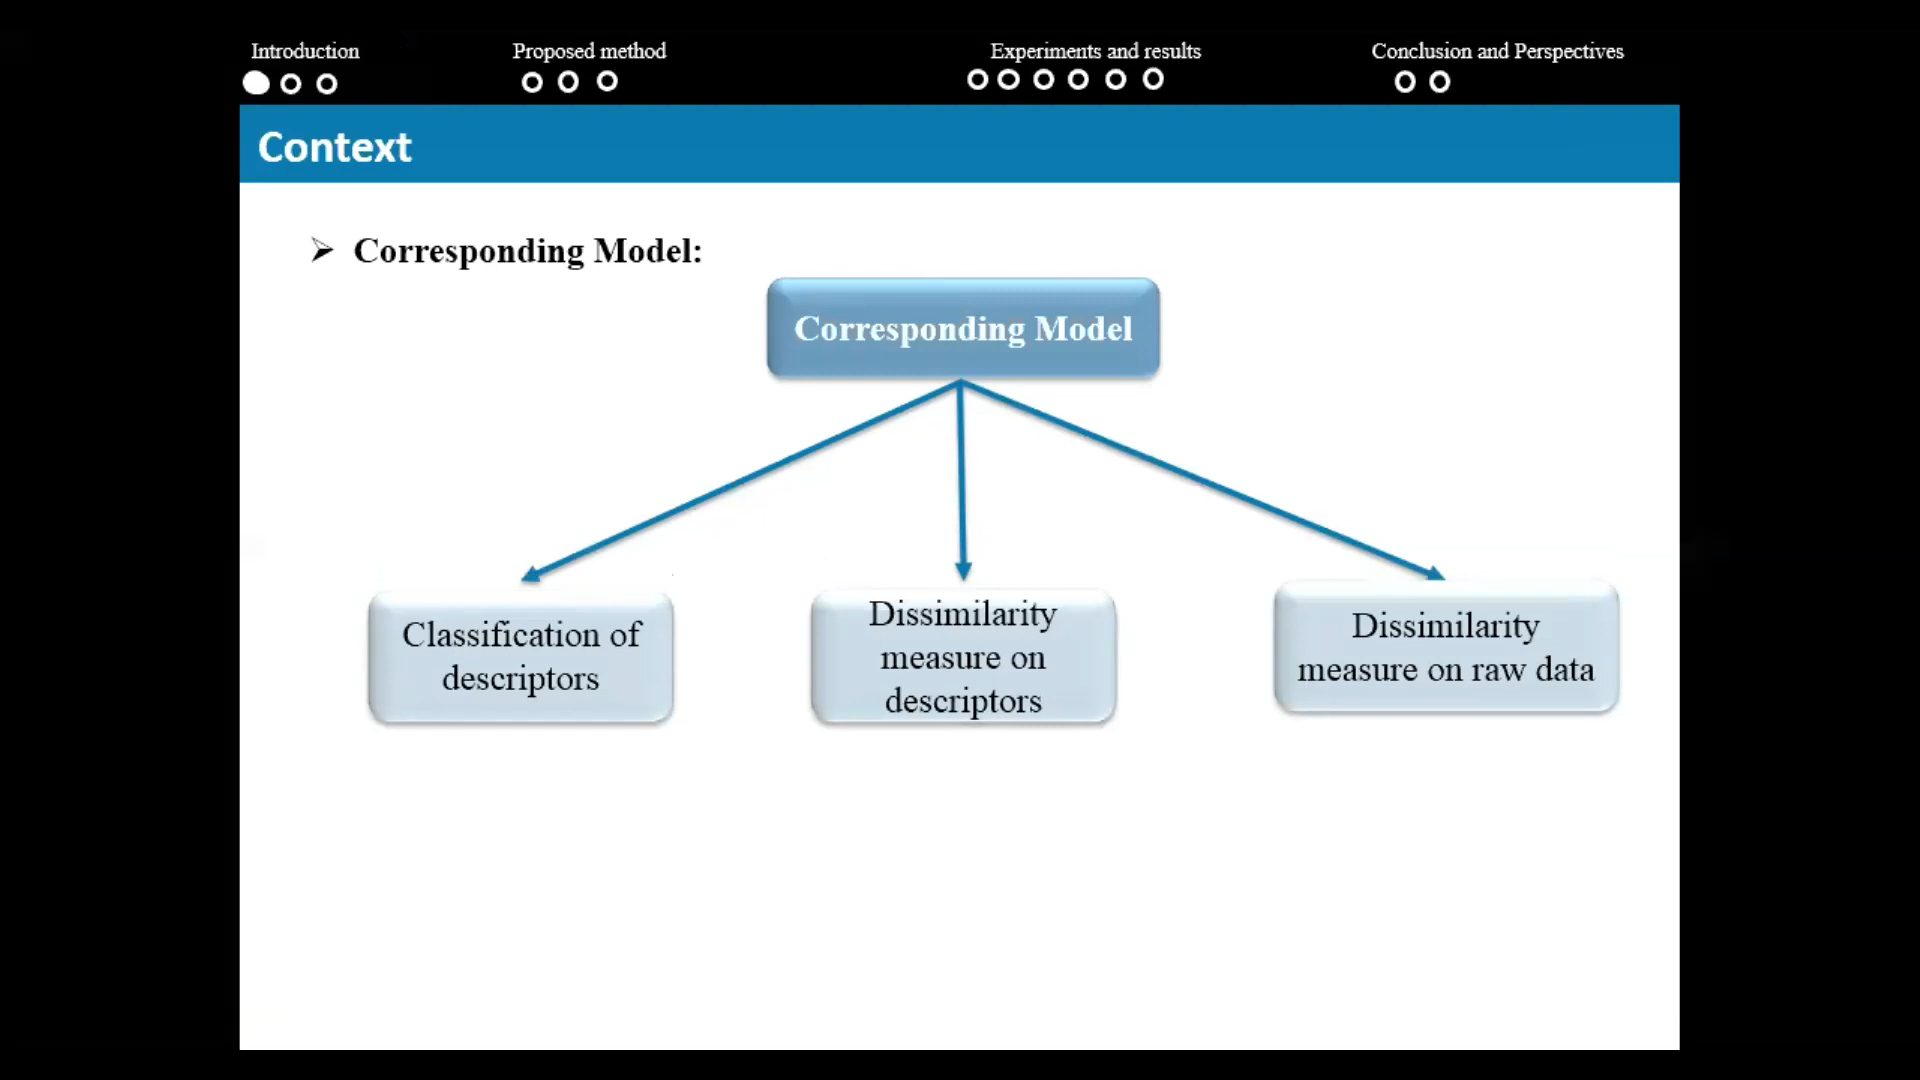 Introduction
Proposed method
Experiments and results
Conclusion and Perspectives
Context
Corresponding Model:
Corresponding Model
Classification of
descriptors
Dissimilarity
measure on
descriptors
Dissimilarity
measure on raw data